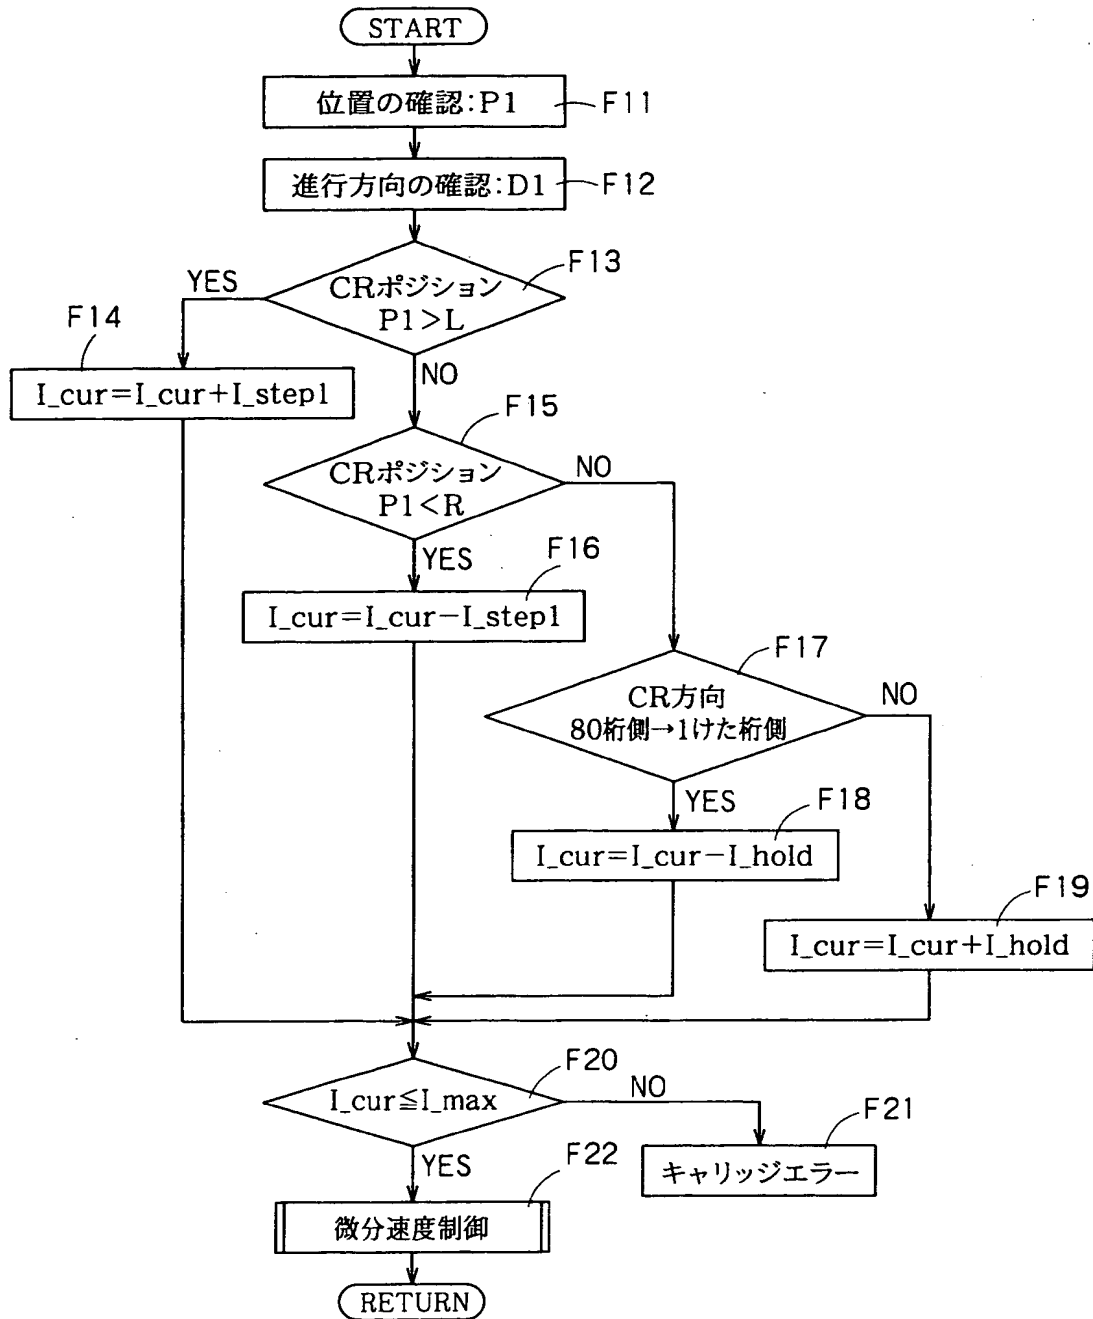 START
位置の確認:P1
F11
進行方向の確認:D1
F12
F13
YES
CRポジション
P1>L
F14
NO
I_cur=I_cur+I_step1
F15
CRポジション
P1<R
NO
YES
F16
I_cur=I_cur−I_step1
F17
CR方向
80桁側→1けた桁側
NO
YES
F18
I_cur=I_cur−I_hold
F19
I_cur=I_cur+I_hold
F20
I_cur≦I_max
NO
F21
キャリッジエラー
YES
F22
微分速度制御
RETURN